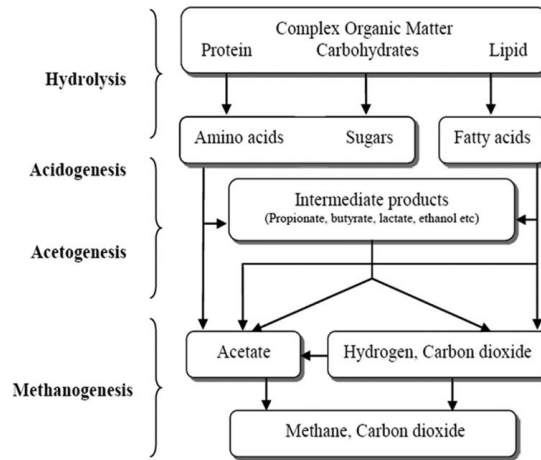 Complex Organic Matter
Protein Carbohydrates Lipid
Hydrolysis
Amino acids Sugars Fatty acids
Acidogenesis
Intermediate products
(Propionate, butyrate, lactate, ethanol etc)
Acetogenesis
Acetate Hydrogen, Carbon dioxide
Methanogenesis
Methane, Carbon dioxide